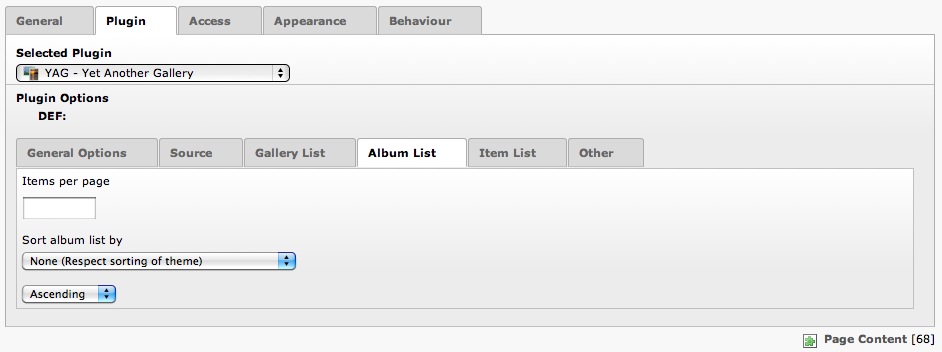 General Plugin Access Appearance Behaviour
Selected Plugin
YAG - Yet Another Gallery
Plugin Options
DEF:
General Options Source Gallery List Album List Item List Other
Items per page
Sort album list by
None (Respect sorting of theme)
Ascending
Page Content [68]